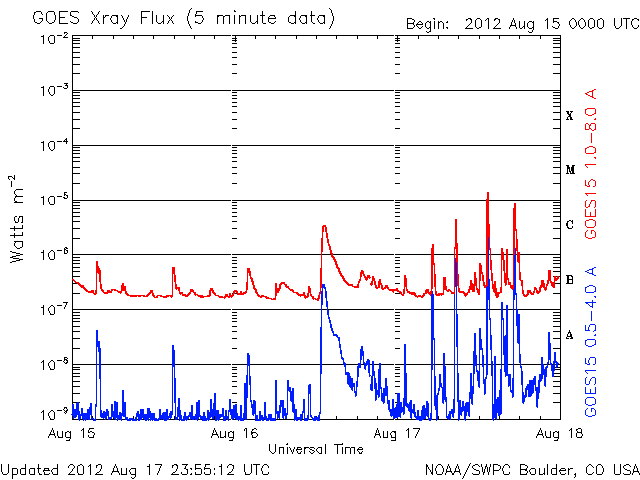 GOES Xray Flux (5 minute data)
Begin: 2012 Aug 15 0000 UTC
10⁻²
10⁻³
10⁻⁴
10⁻⁵
10⁻⁶
10⁻⁷
10⁻⁸
10⁻⁹
Watts m⁻²
X
M
C
B
A
GOES15 1.0-8.0 A
GOES15 0.5-4.0 A
Aug 15
Aug 16
Aug 17
Aug 18
Universal Time
Updated 2012 Aug 17 23:55:12 UTC
NOAA/SWPC Boulder, CO USA